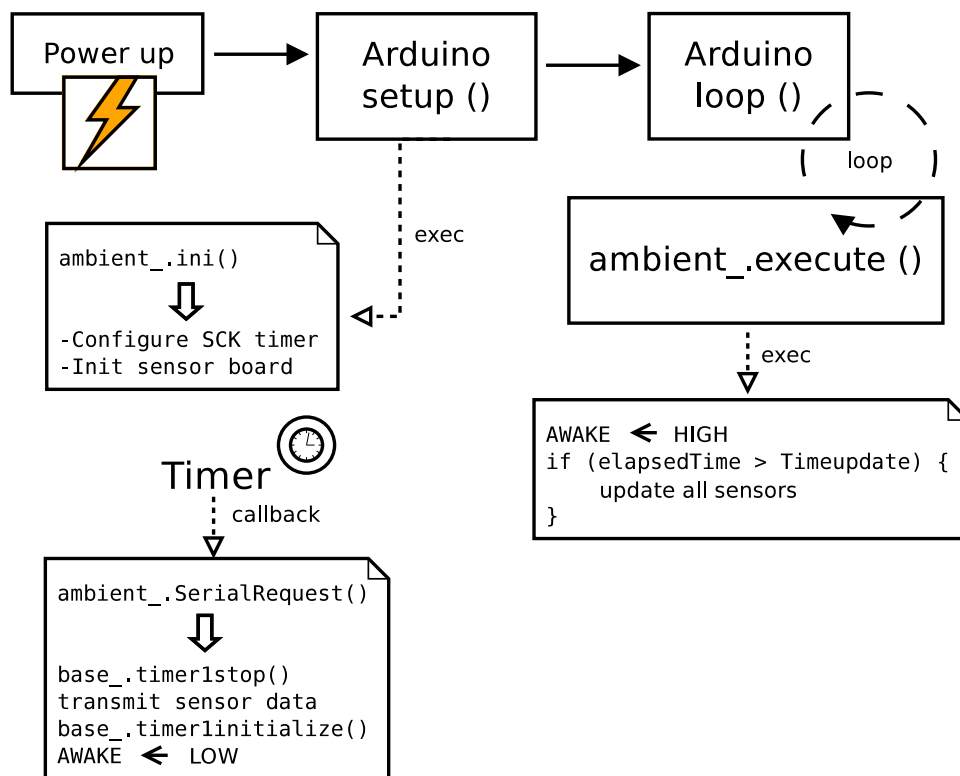 Power up
Arduino
setup ()
Arduino
loop ()
loop
exec
ambient_.ini()
-Configure SCK timer
-Init sensor board
ambient_.execute ()
exec
AWAKE ← HIGH
if (elapsedTime > Timeupdate) {
update all sensors
}
Timer
callback
ambient_.SerialRequest()
base_.timer1stop()
transmit sensor data
base_.timer1initialize()
AWAKE ← LOW